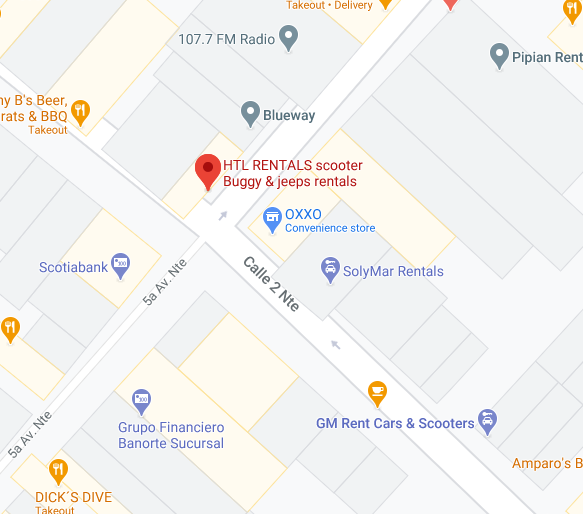 Takeout • Delivery
107.7 FM Radio
Pipian Rent
ny B's Beer,
rats & BBQ
Takeout
Blueway
HTL RENTALS scooter
Buggy & jeeps rentals
OXXO
Convenience store
Scotiabank
5a Av. Nte
Calle 2 Nte
SolyMar Rentals
5a Av. Nte
Grupo Financiero
Banorte Sucursal
GM Rent Cars & Scooters
Amparo's B
DICK´S DIVE
Takeout